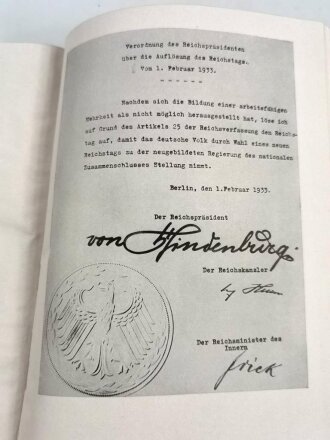 Verordnung des Reichspräsidenten
über die Auflösung des Reichstags.
Vom 1. Februar 1933.
------
Nachdem sich die Bildung einer arbeitsfähigen
Mehrheit als nicht möglich herausgestellt hat, löse ich
auf Grund des Artikels 25 der Reichsverfassung den Reichs-
tag auf, damit das deutsche Volk durch Wahl eines neuen
Reichstags zu der neugebildeten Regierung des nationalen
Zusammenschlusses Stellung nimmt.
Berlin, den 1.Februar 1933.
Der Reichspräsident
von Hindenburg
Der Reichskanzler
Der Reichsminister des
Innern
Frick